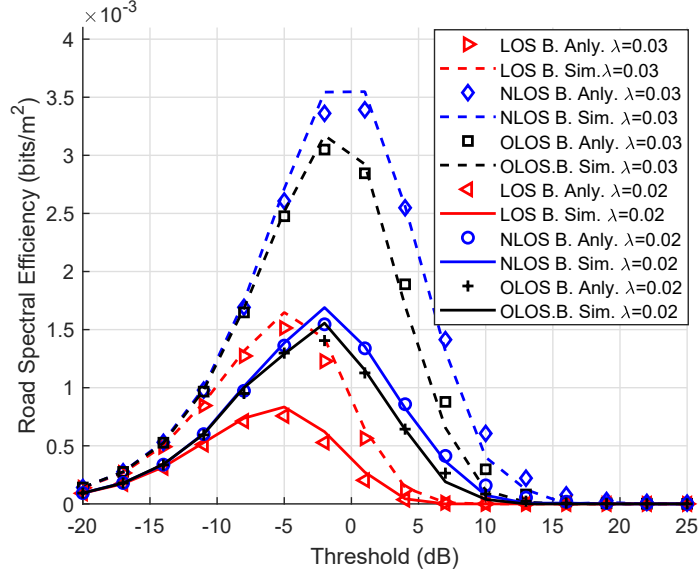 ×10⁻³
4
3.5
3
2.5
2
1.5
1
0.5
0
Road Spectral Efficiency (bits/m²)
-20 -15 -10 -5 0 5 10 15 20 25
Threshold (dB)
LOS B. Anly. λ=0.03
LOS B. Sim.λ=0.03
NLOS B. Anly. λ=0.03
NLOS B. Sim. λ=0.03
OLOS B. Anly. λ=0.03
OLOS.B. Sim. λ=0.03
LOS B. Anly. λ=0.02
LOS B. Sim. λ=0.02
NLOS B. Anly. λ=0.02
NLOS B. Sim. λ=0.02
OLOS B. Anly. λ=0.02
OLOS.B. Sim. λ=0.02